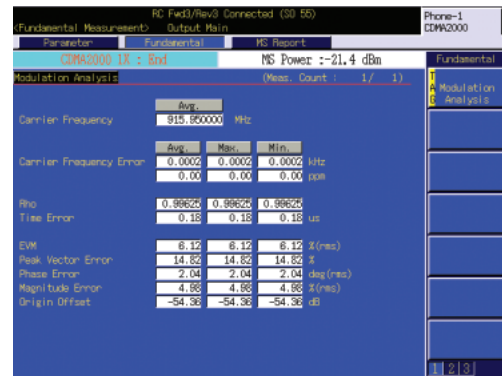 RC Fwd3/Rev3 Connected (SO 55)
Phone-1
<Fundamental Measurement> Output Main
CDMA2000
Parameter Fundamental MS Report
CDMA2000 1X : End MS Power :-21.4 dBm Fundamental
Modulation Analysis (Meas. Count : 1/ 1)
TAG Modulation Analysis
Avg.
Carrier Frequency 915.950000 MHz
Avg. Max. Min.
Carrier Frequency Error 0.0002 0.0002 0.0002 kHz
0.00 0.00 0.00 ppm
Rho 0.99625 0.99625 0.99625
Time Error 0.18 0.18 0.18 us
EVM 6.12 6.12 6.12 %(rms)
Peak Vector Error 14.82 14.82 14.82 %
Phase Error 2.04 2.04 2.04 deg(rms)
Magnitude Error 4.98 4.98 4.98 %(rms)
Origin Offset -54.36 -54.36 -54.36 dB
1 2 3